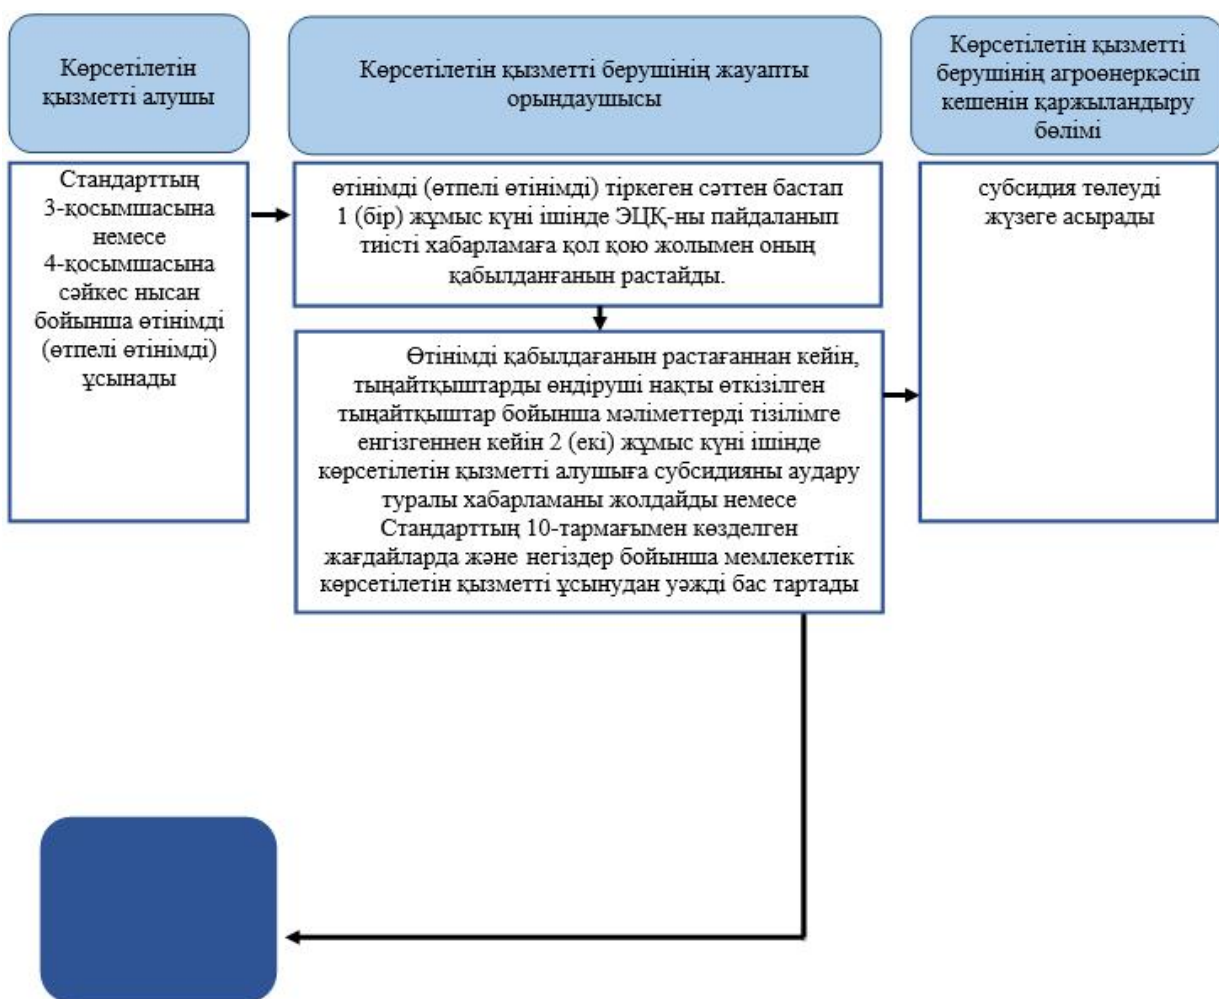 Көрсетілетін
қызметті алушы
Көрсетілетін қызметті берушінің жауапты
орындаушысы
Көрсетілетін қызметті
берушінің агроөнеркәсіп
кешенін қаржыландыру
бөлімі
Стандарттың
3-қосымшасына
немесе
4-қосымшасына
сәйкес нысан
бойынша өтінімді
(өтпелі өтінімді)
ұсынады
өтінімді (өтпелі өтінімді) тіркеген сәттен бастап
1 (бір) жұмыс күні ішінде ЭЦҚ-ны пайдаланып
тиісті хабарламаға қол қою жолымен оның
қабылданғанын растайды.
Өтінімді қабылдағанын растағаннан кейін,
тыңайтқыштарды өндіруші нақты өткізілген
тыңайтқыштар бойынша мәліметтерді тізілімге
енгізгеннен кейін 2 (екі) жұмыс күні ішінде
көрсетілетін қызметті алушыға субсидияны аудару
туралы хабарламаны жолдайды немесе
Стандарттың 10-тармағымен көзделген
жағдайларда және негіздер бойынша мемлекеттік
көрсетілетін қызметті ұсынудан уәжді бас тартады
субсидия төлеуді
жүзеге асырады